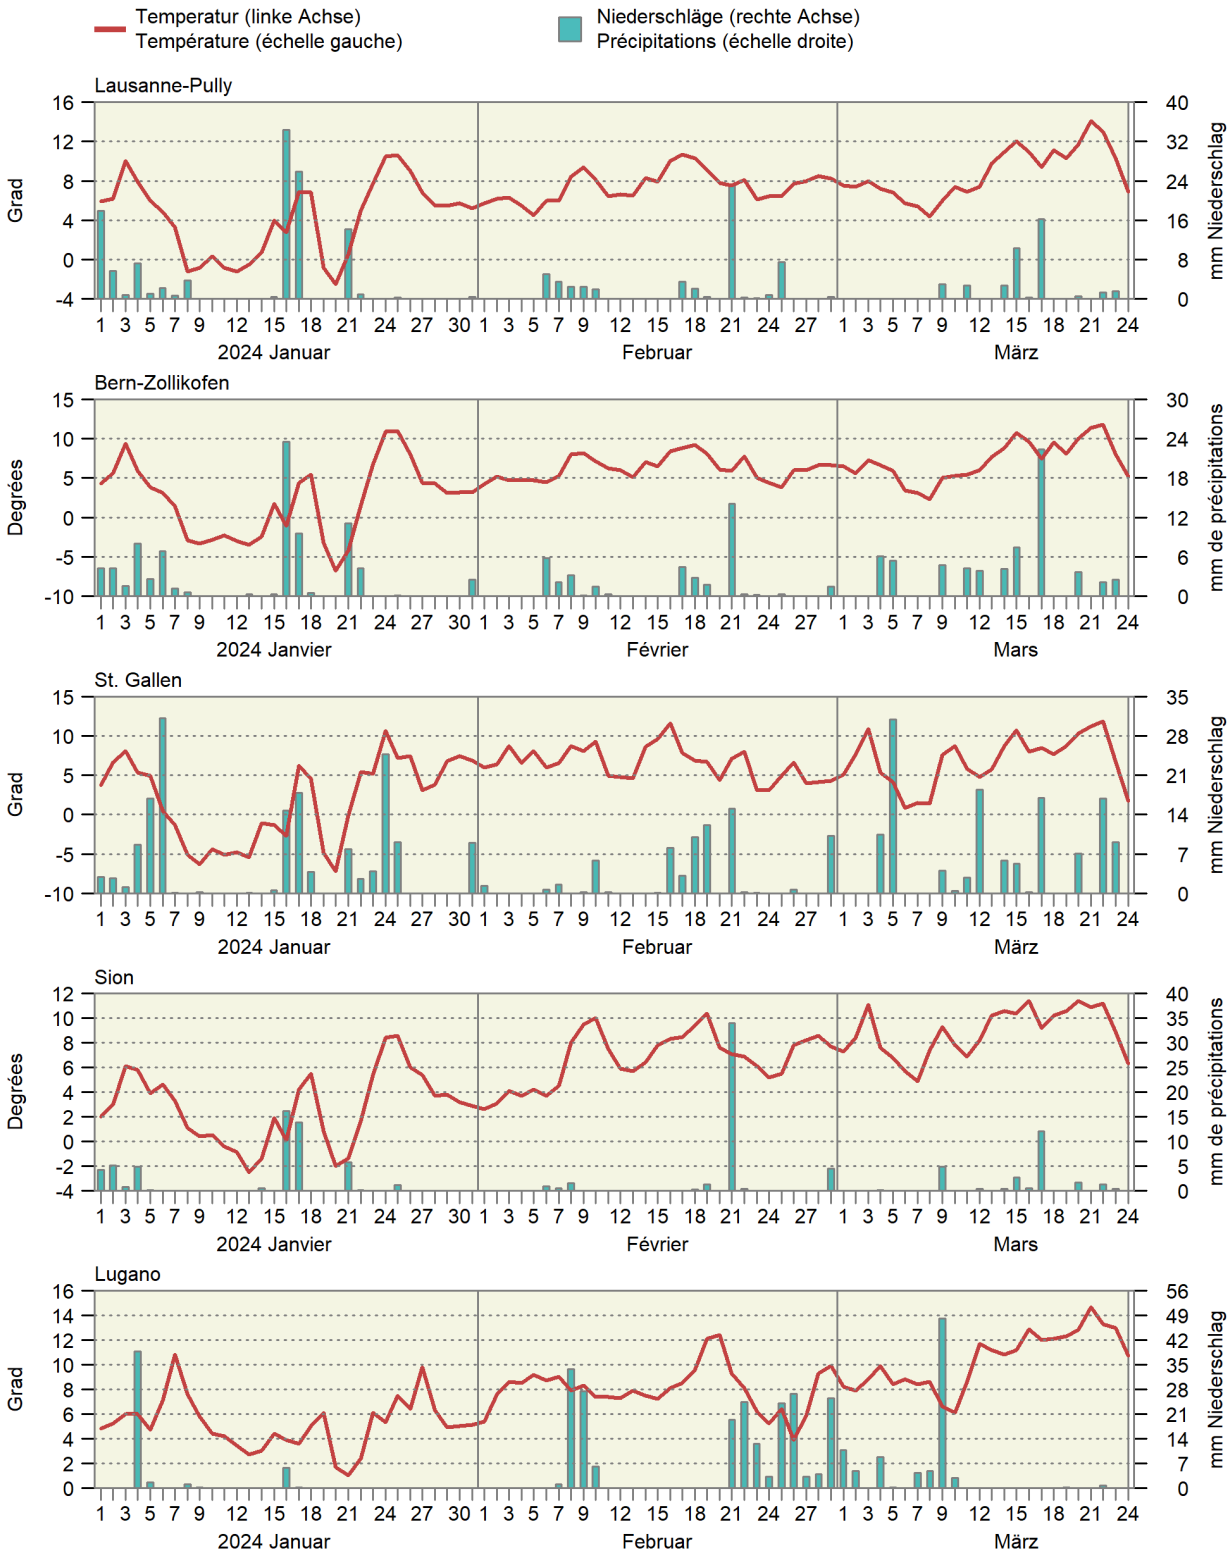 Temperatur (linke Achse)
Température (échelle gauche)
Niederschläge (rechte Achse)
Précipitations (échelle droite)
Lausanne-Pully
16 12 8 4 0 -4
Grad
40 32 24 16 8 0
mm Niederschlag
1 3 5 7 9 12 15 18 21 24 27 30 1 3 5 7 9 12 15 18 21 24 27 1 3 5 7 9 12 15 18 21 24
2024 Januar Februar März
Bern-Zollikofen
15 10 5 0 -5 -10
Degrées
30 24 18 12 6 0
mm de précipitations
1 3 5 7 9 12 15 18 21 24 27 30 1 3 5 7 9 12 15 18 21 24 27 1 3 5 7 9 12 15 18 21 24
2024 Janvier Février Mars
St. Gallen
15 10 5 0 -5 -10
Grad
35 28 21 14 7 0
mm Niederschlag
1 3 5 7 9 12 15 18 21 24 27 30 1 3 5 7 9 12 15 18 21 24 27 1 3 5 7 9 12 15 18 21 24
2024 Januar Februar März
Sion
12 10 8 6 4 2 0 -2 -4
Degrées
40 35 30 25 20 15 10 5 0
mm de précipitations
1 3 5 7 9 12 15 18 21 24 27 30 1 3 5 7 9 12 15 18 21 24 27 1 3 5 7 9 12 15 18 21 24
2024 Janvier Février Mars
Lugano
16 14 12 10 8 6 4 2 0
Grad
56 49 42 35 28 21 14 7 0
mm Niederschlag
1 3 5 7 9 12 15 18 21 24 27 30 1 3 5 7 9 12 15 18 21 24 27 1 3 5 7 9 12 15 18 21 24
2024 Januar Februar März